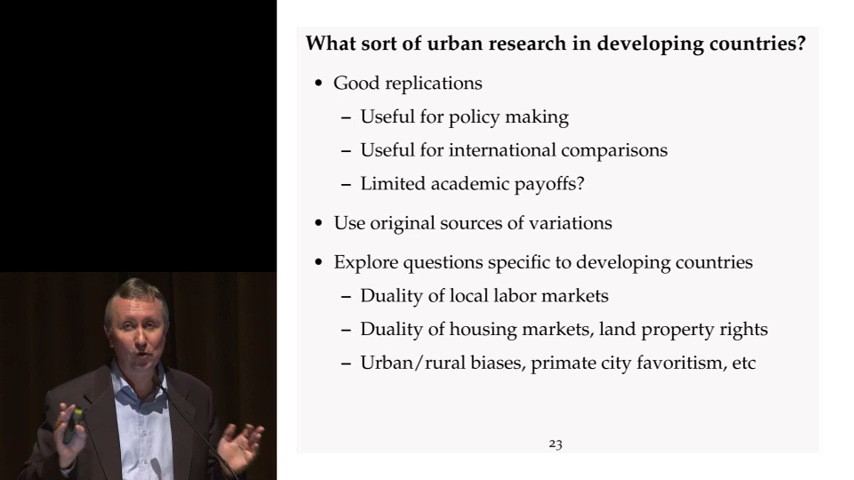 What sort of urban research in developing countries?
• Good replications
– Useful for policy making
– Useful for international comparisons
– Limited academic payoffs?
• Use original sources of variations
• Explore questions specific to developing countries
– Duality of local labor markets
– Duality of housing markets, land property rights
– Urban/rural biases, primate city favoritism, etc
23